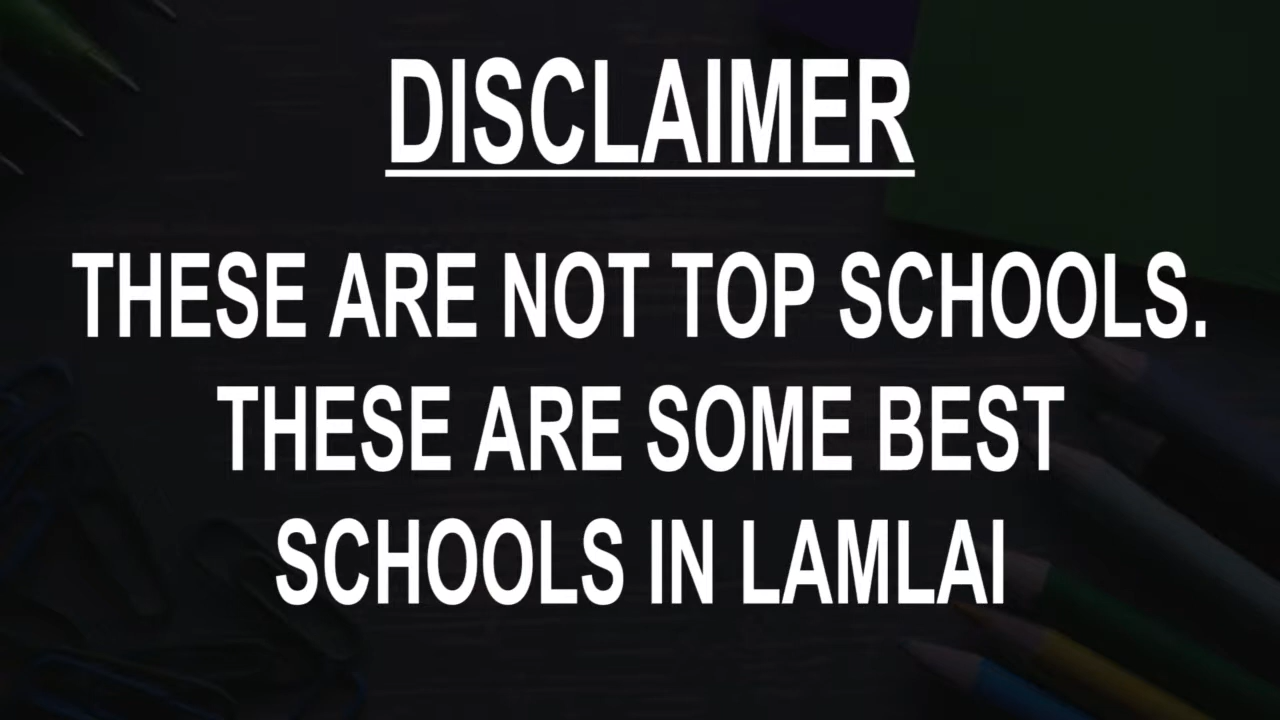 DISCLAIMER
THESE ARE NOT TOP SCHOOLS.
THESE ARE SOME BEST
SCHOOLS IN LAMLAI